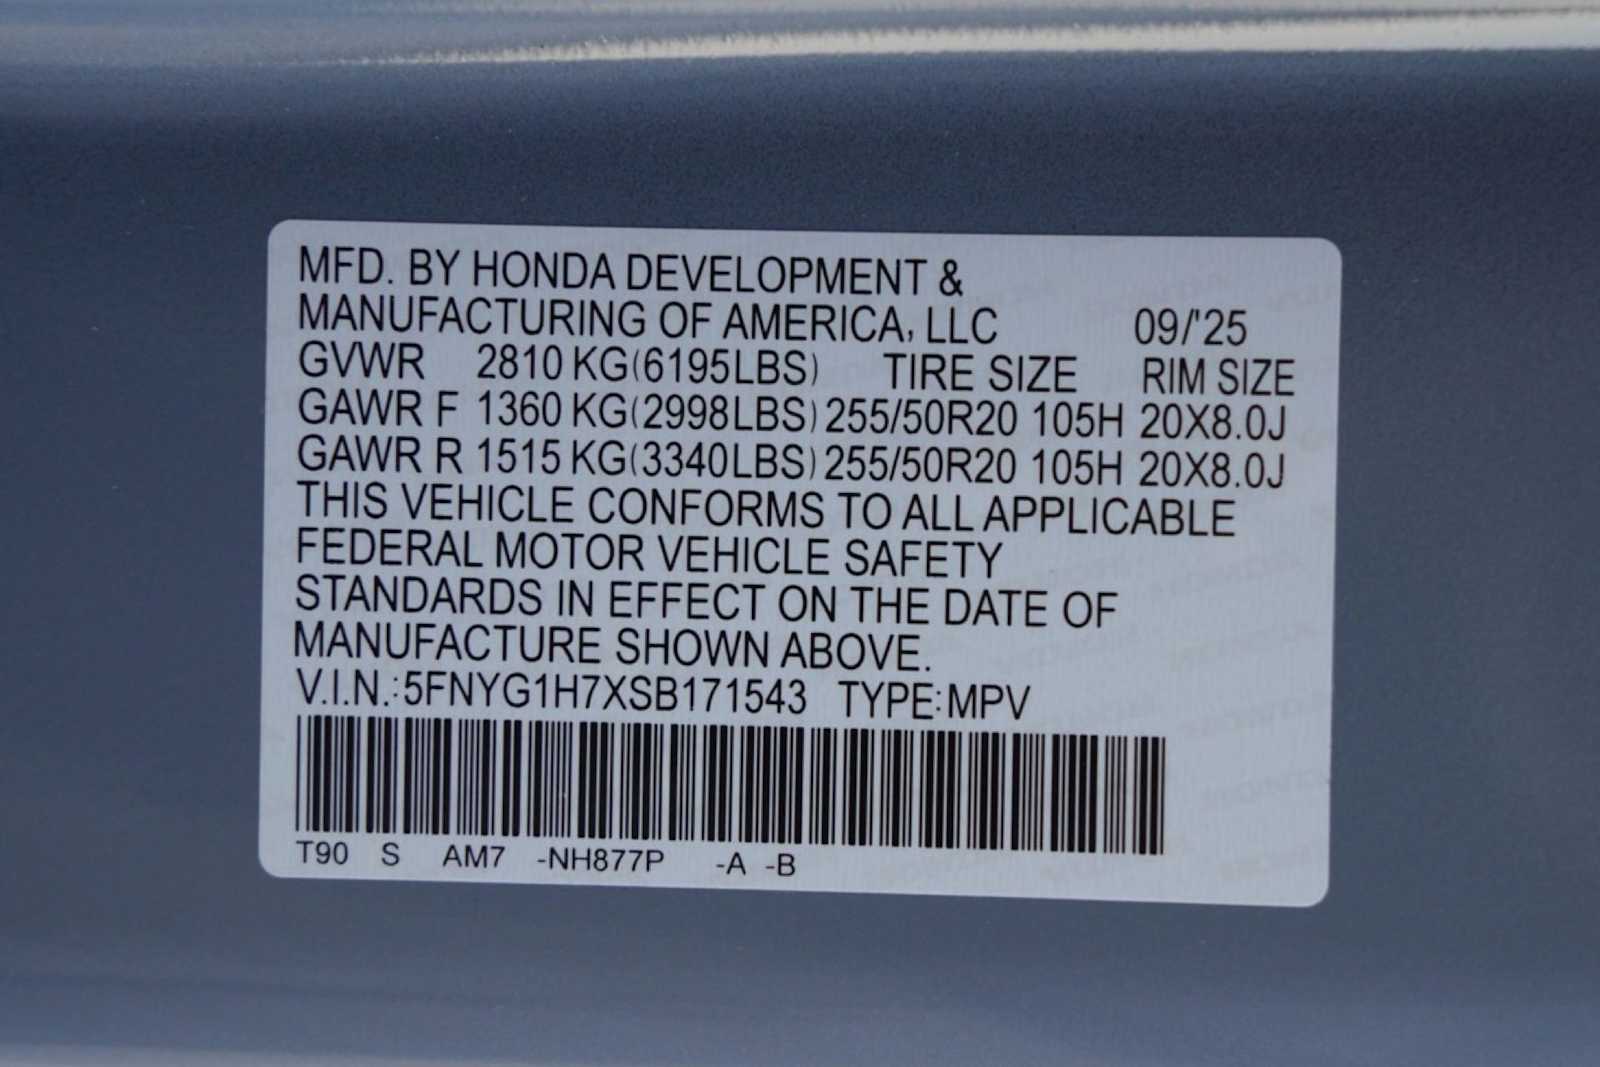 MFD. BY HONDA DEVELOPMENT &
MANUFACTURING OF AMERICA, LLC 09/'25
GVWR 2810 KG(6195LBS) TIRE SIZE RIM SIZE
GAWR F 1360 KG(2998LBS) 255/50R20 105H 20X8.0J
GAWR R 1515 KG(3340LBS) 255/50R20 105H 20X8.0J
THIS VEHICLE CONFORMS TO ALL APPLICABLE
FEDERAL MOTOR VEHICLE SAFETY
STANDARDS IN EFFECT ON THE DATE OF
MANUFACTURE SHOWN ABOVE.
V.I.N.: 5FNYG1H7XSB171543 TYPE: MPV
T90 S AM7 -NH877P -A -B